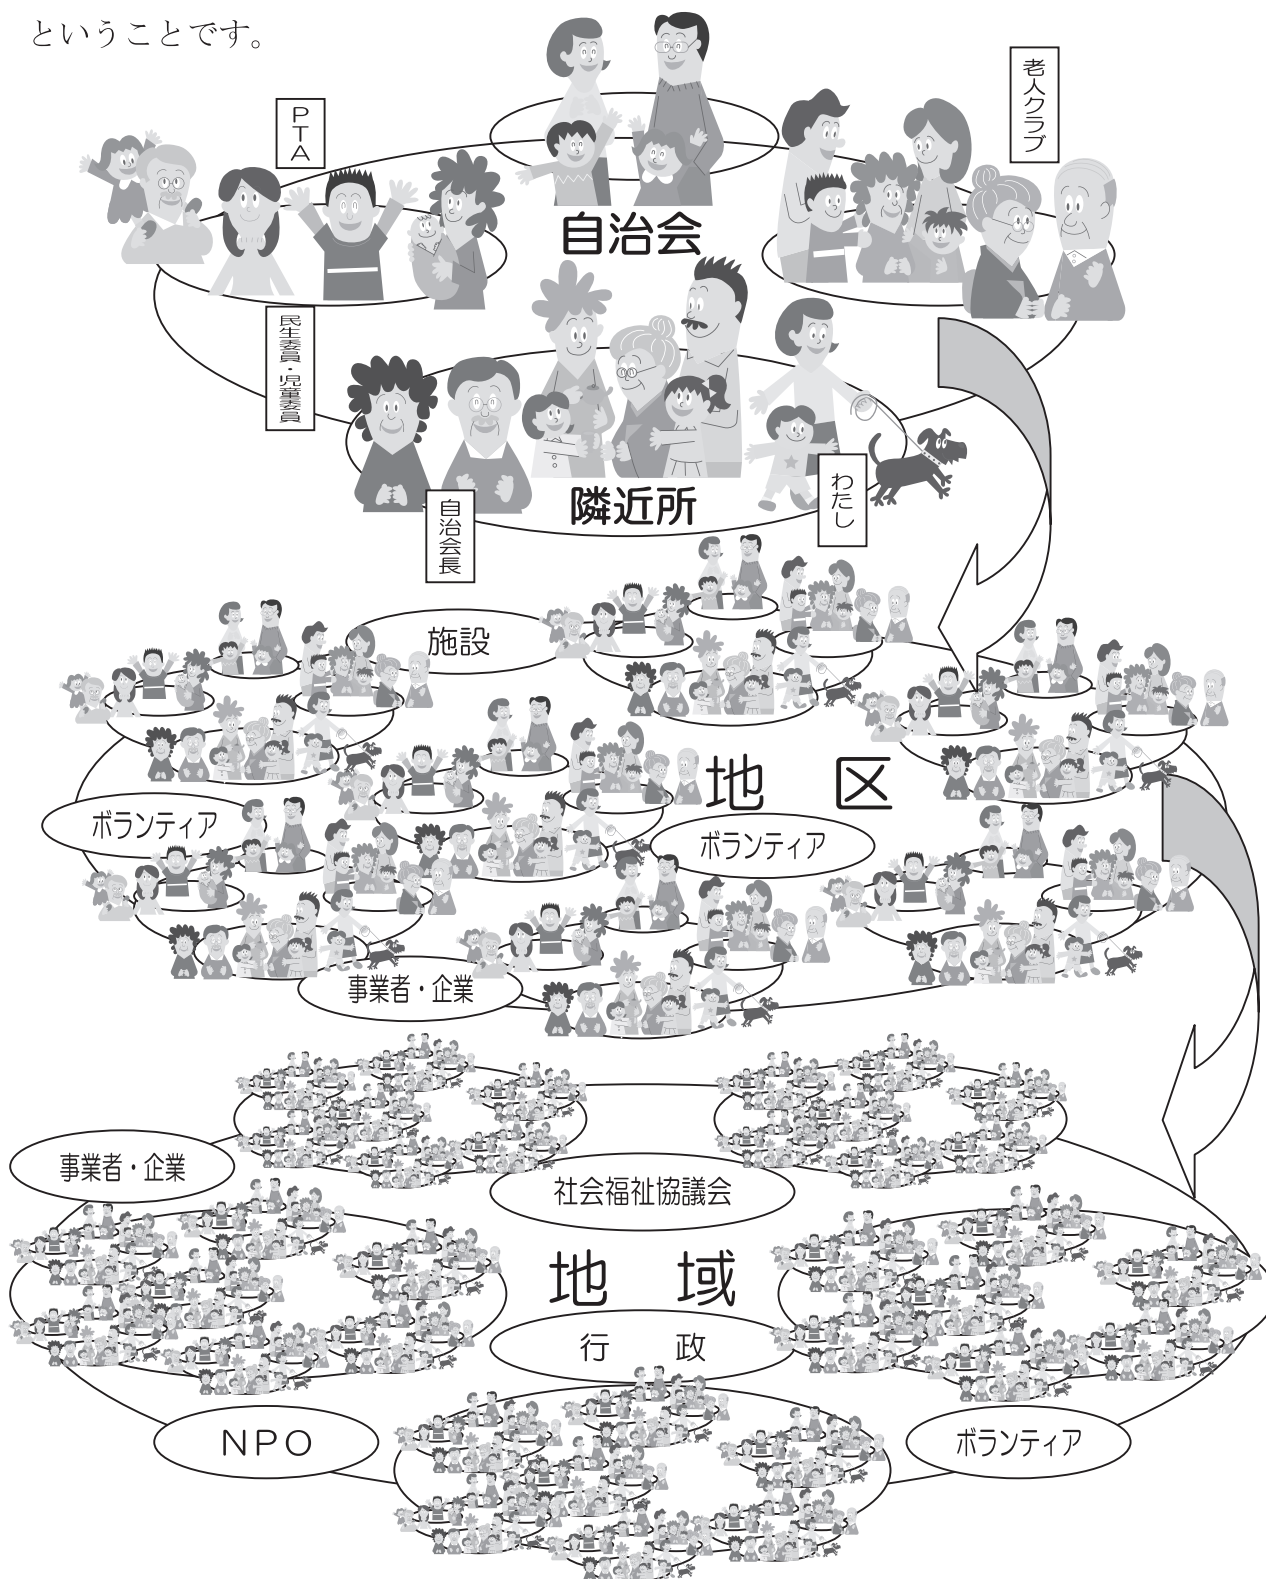 ということです。
PTA
老人クラブ
自治会
民生委員・児童委員
わたし
隣近所
自治会長
施設
地 区
ボランティア
ボランティア
事業者・企業
事業者・企業
社会福祉協議会
地 域
行 政
NPO
ボランティア